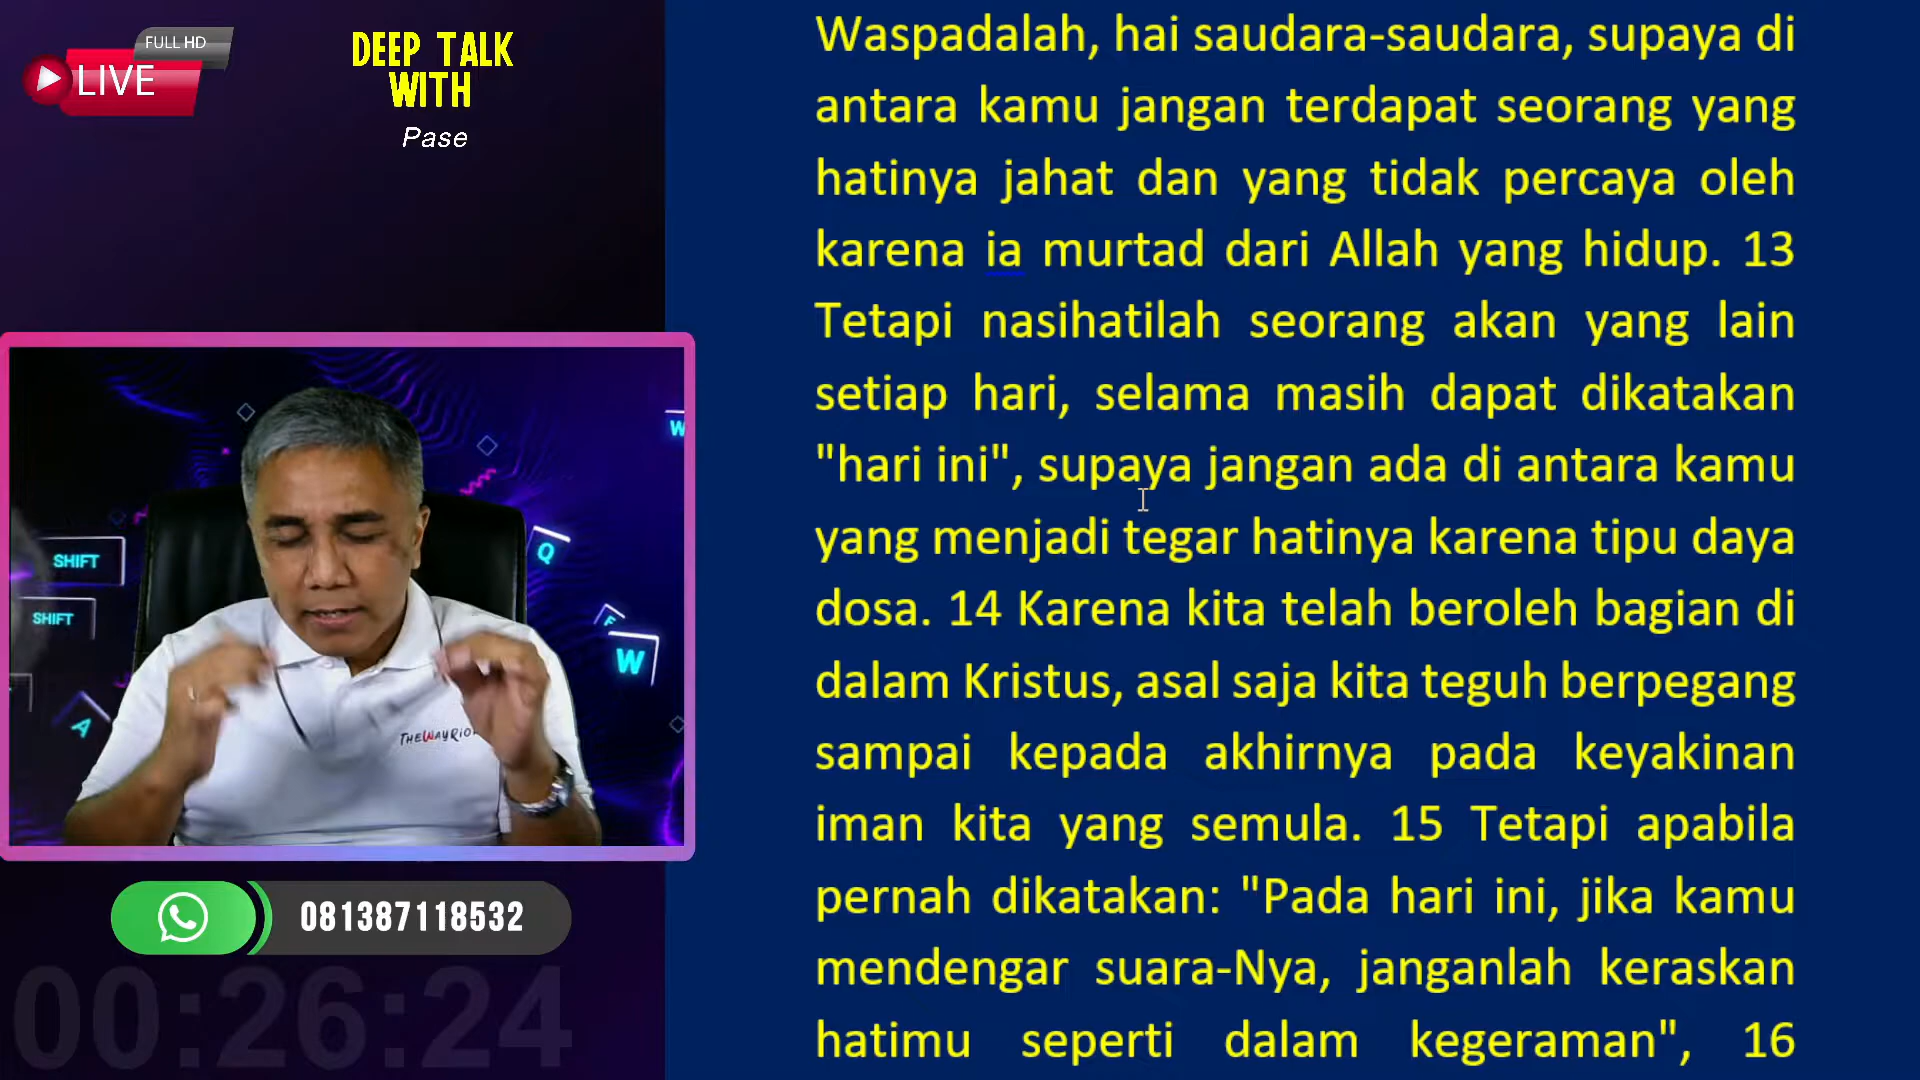 FULL HD
LIVE
DEEP TALK
WITH
Pase
Waspadalah, hai saudara-saudara, supaya di
antara kamu jangan terdapat seorang yang
hatinya jahat dan yang tidak percaya oleh
karena ia murtad dari Allah yang hidup. 13
Tetapi nasihatilah seorang akan yang lain
setiap hari, selama masih dapat dikatakan
"hari ini", supaya jangan ada di antara kamu
yang menjadi tegar hatinya karena tipu daya
dosa. 14 Karena kita telah beroleh bagian di
dalam Kristus, asal saja kita teguh berpegang
sampai kepada akhirnya pada keyakinan
iman kita yang semula. 15 Tetapi apabila
pernah dikatakan: "Pada hari ini, jika kamu
mendengar suara-Nya, janganlah keraskan
hatimu seperti dalam kegeraman", 16
W
SHIFT
Q
SHIFT
F
W
A
081387118532
00:26:24